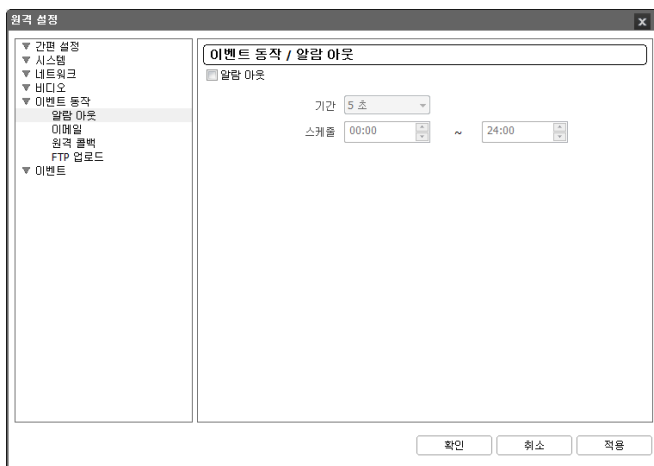 원격 설정
간편 설정
시스템
네트워크
비디오
이벤트 동작
알람 아웃
이메일
원격 콜백
FTP 업로드
이벤트
이벤트 동작 / 알람 아웃
알람 아웃
기간 5 초
스케줄 00:00 ~ 24:00
확인 취소 적용